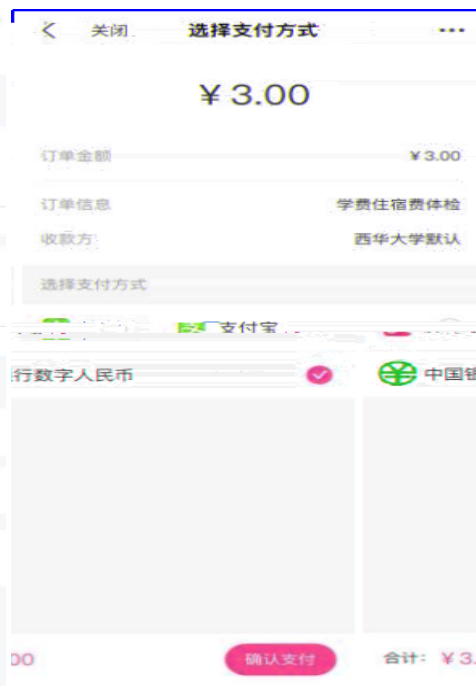 关闭 选择支付方式
¥ 3.00
订单金额 ¥ 3.00
订单信息 学费住宿费体检
收款方 西华大学默认
选择支付方式
支付宝
行数字人民币 中国银
00 确认支付 合计: ¥ 3.